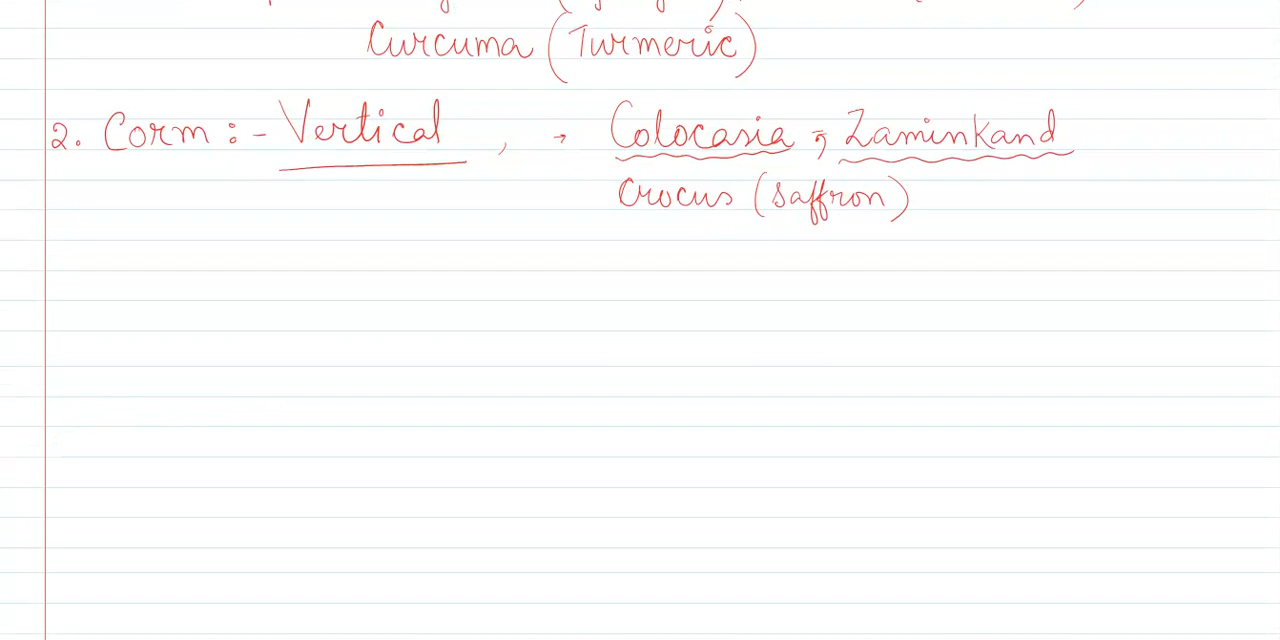 Curcuma (Turmeric)
2. Corm :- Vertical , → Colocasia, Zaminkand
Crocus (saffron)